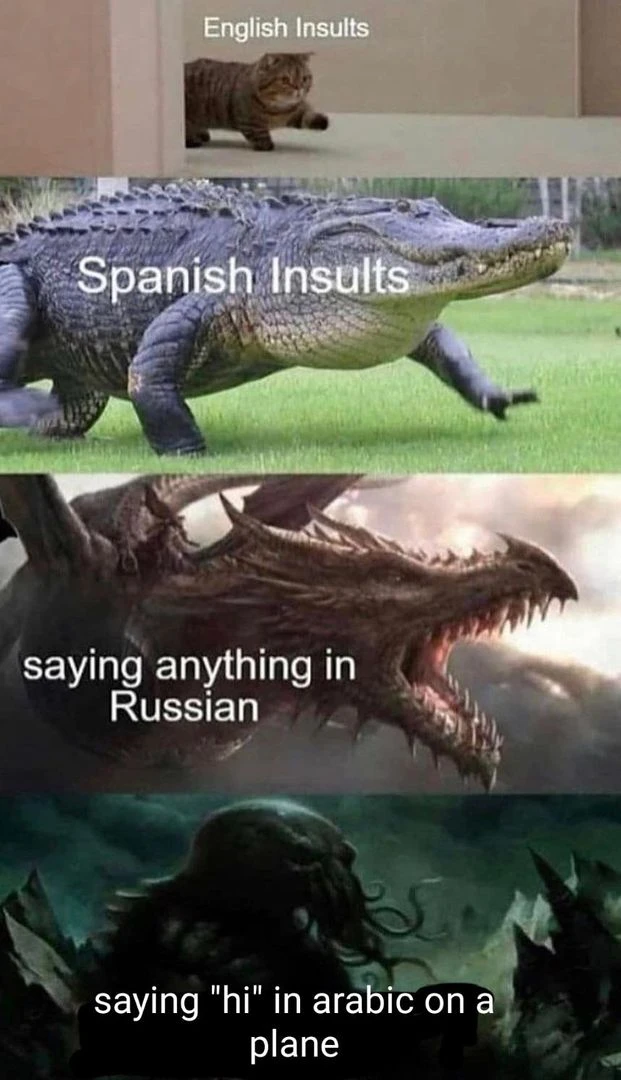 English Insults
Spanish Insults
saying anything in
Russian
saying "hi" in arabic on a
plane